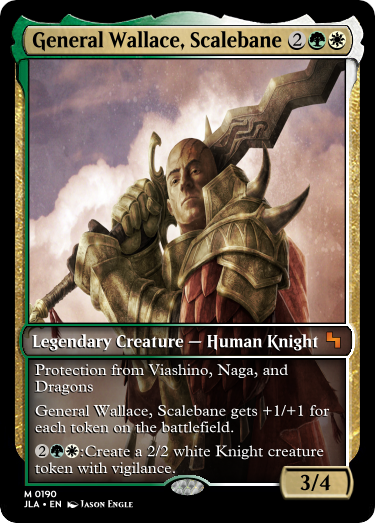 General Wallace, Scalebane 2
Legendary Creature — Human Knight
Protection from Viashino, Naga, and
Dragons
General Wallace, Scalebane gets +1/+1 for
each token on the battlefield.
2:Create a 2/2 white Knight creature
token with vigilance.
3/4
M 0190
JLA • EN Jason Engle